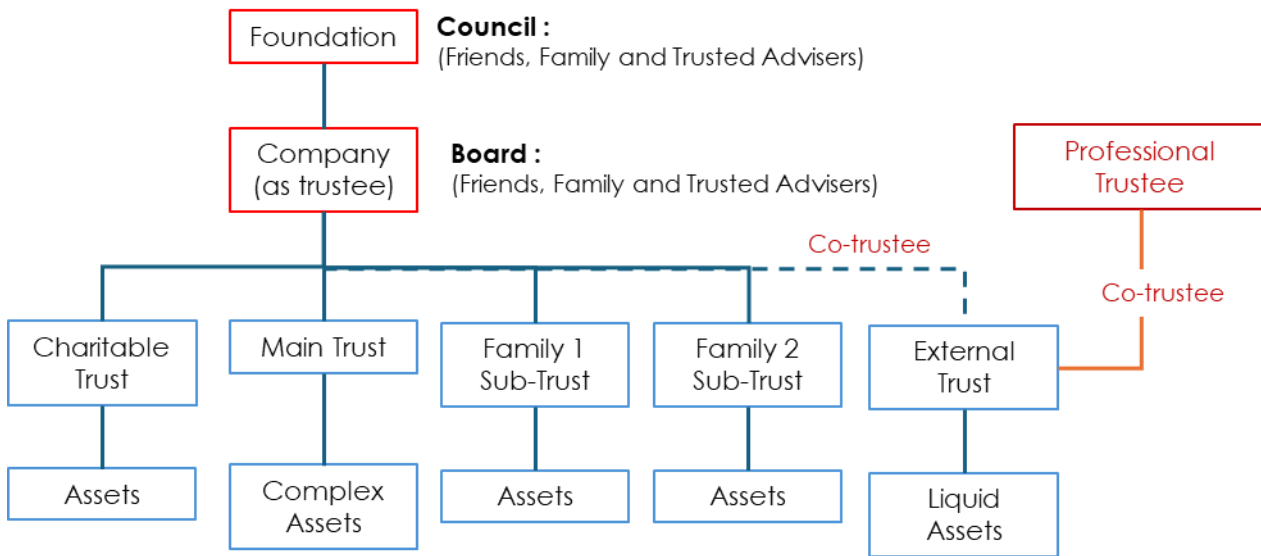 Foundation
Council :
(Friends, Family and Trusted Advisers)
Company
(as trustee)
Board :
(Friends, Family and Trusted Advisers)
Professional
Trustee
Co-trustee
Co-trustee
Charitable
Trust
Main Trust
Family 1
Sub-Trust
Family 2
Sub-Trust
External
Trust
Assets
Complex
Assets
Assets
Assets
Liquid
Assets